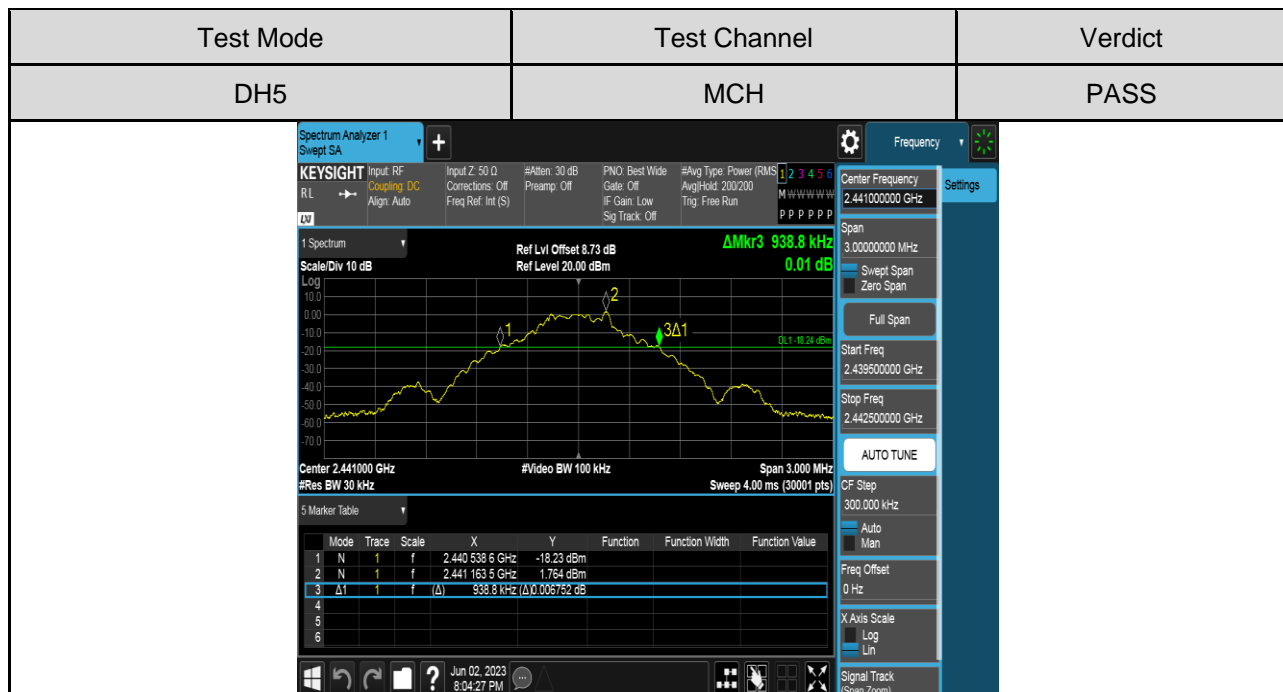 Test Mode Test Channel Verdict
DH5 MCH PASS
Spectrum Analyzer 1
Swept SA
+
Frequency
KEYSIGHT Input: RF Input Z: 50 Ω #Atten: 30 dB PNO: Best Wide #Avg Type: Power (RMS 1 2 3 4 5 6
RL Coupling: DC Corrections: Off Preamp: Off Gate: Off Avg|Hold: 200/200 M W W W W W
Align: Auto Freq Ref: Int (S) IF Gain: Low Trig: Free Run
LXI Sig Track: Off P P P P P P
Center Frequency
2.441000000 GHz
Settings
1 Spectrum
Scale/Div 10 dB
Ref Lvl Offset 8.73 dB
Ref Level 20.00 dBm
ΔMkr3 938.8 kHz
0.01 dB
Log
10.0
0.00
-10.0
-20.0
-30.0
-40.0
-50.0
-60.0
-70.0
1
2
3Δ1
DL1 -18.24 dBm
Center 2.441000 GHz #Video BW 100 kHz Span 3.000 MHz
#Res BW 30 kHz Sweep 4.00 ms (30001 pts)
Span
3.00000000 MHz
Swept Span
Zero Span
Full Span
Start Freq
2.439500000 GHz
Stop Freq
2.442500000 GHz
AUTO TUNE
CF Step
300.000 kHz
Auto
Man
Freq Offset
0 Hz
X Axis Scale
Log
Lin
Signal Track
(Span Zoom)
5 Marker Table
Mode Trace Scale X Y Function Function Width Function Value
1 N 1 f 2.440 538 6 GHz -18.23 dBm
2 N 1 f 2.441 163 5 GHz 1.764 dBm
3 Δ1 1 f (Δ) 938.8 kHz (Δ)0.006752 dB
4
5
6
? Jun 02, 2023
8:04:27 PM